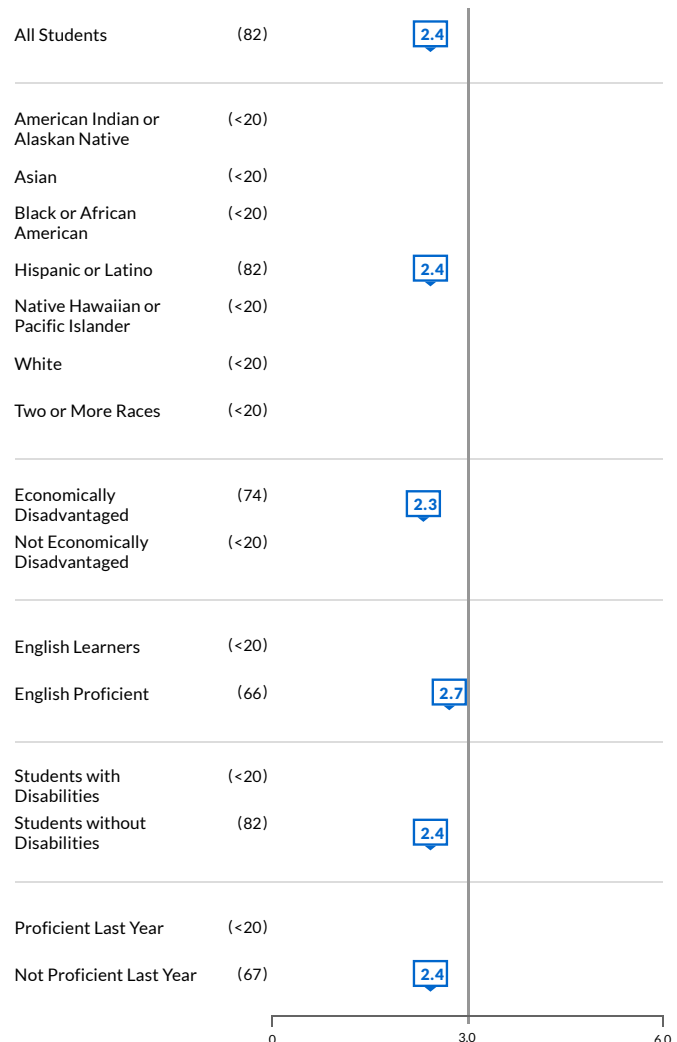 All Students (82) 2.4
American Indian or (<20)
Alaskan Native
Asian (<20)
Black or African (<20)
American
Hispanic or Latino (82) 2.4
Native Hawaiian or (<20)
Pacific Islander
White (<20)
Two or More Races (<20)
Economically (74) 2.3
Disadvantaged
Not Economically (<20)
Disadvantaged
English Learners (<20)
English Proficient (66) 2.7
Students with (<20)
Disabilities
Students without (82) 2.4
Disabilities
Proficient Last Year (<20)
Not Proficient Last Year (67) 2.4
0 3.0 6.0